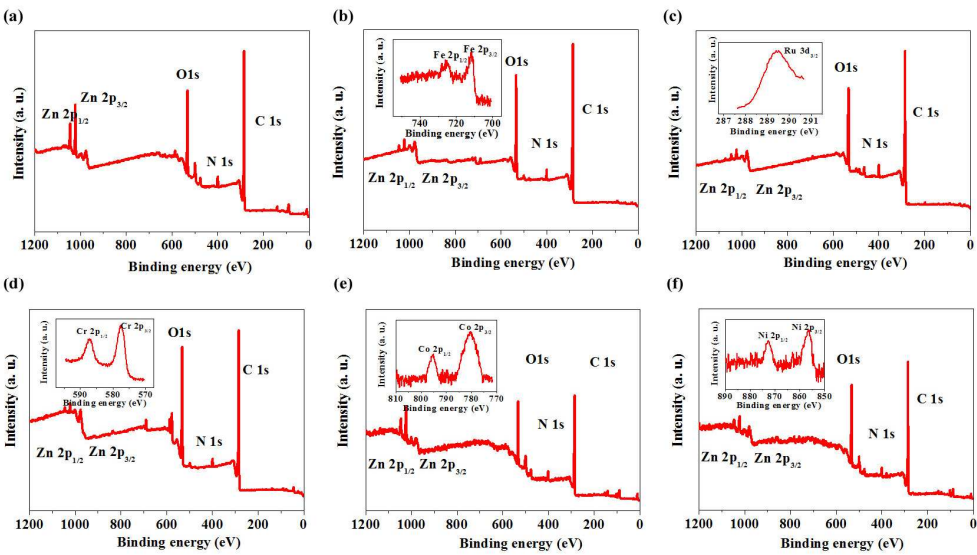 (a)
Intensity (a. u.)
Zn 2p1/2
Zn 2p3/2
O1s
N 1s
C 1s
1200 1000 800 600 400 200 0
Binding energy (eV)
(b)
Intensity (a. u.)
Intensity (a. u.)
Fe 2p1/2
Fe 2p3/2
740 720 700
Binding energy (eV)
O1s
C 1s
N 1s
Zn 2p1/2
Zn 2p3/2
1200 1000 800 600 400 200 0
Binding energy (eV)
(c)
Intensity (a. u.)
Intensity (a. u.)
Ru 3d3/2
287 288 289 290 291
Binding energy (eV)
O1s
C 1s
N 1s
Zn 2p1/2
Zn 2p3/2
1200 1000 800 600 400 200 0
Binding energy (eV)
(d)
Intensity (a. u.)
Intensity (a. u.)
Cr 2p1/2
Cr 2p3/2
590 580 570
Binding energy (eV)
O1s
C 1s
N 1s
Zn 2p1/2
Zn 2p3/2
1200 1000 800 600 400 200 0
Binding energy (eV)
(e)
Intensity (a. u.)
Intensity (a. u.)
Co 2p1/2
Co 2p3/2
810 800 790 780 770
Binding energy (eV)
O1s
C 1s
N 1s
Zn 2p1/2
Zn 2p3/2
1200 1000 800 600 400 200 0
Binding energy (eV)
(f)
Intensity (a. u.)
Intensity (a. u.)
Ni 2p1/2
Ni 2p3/2
890 880 870 860 850
Binding energy (eV)
O1s
C 1s
N 1s
Zn 2p1/2
Zn 2p3/2
1200 1000 800 600 400 200 0
Binding energy (eV)